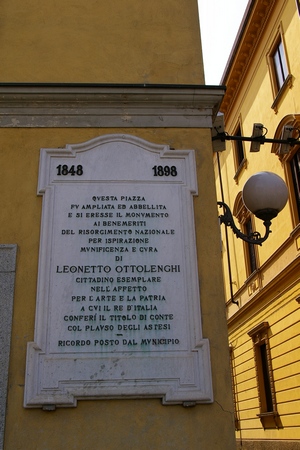 1848 1898
QVESTA PIAZZA
FV AMPLIATA ED ABBELLITA
E SI ERESSE IL MONVMENTO
AI BENEMERITI
DEL RISORGIMENTO NAZIONALE
PER ISPIRAZIONE
MVNIFICENZA E CVRA
DI
LEONETTO OTTOLENGHI
CITTADINO ESEMPLARE
NELL'AFFETTO
PER L'ARTE E LA PATRIA
A CVI IL RE D'ITALIA
CONFERÌ IL TITOLO DI CONTE
COL PLAVSO DEGLI ASTESI
RICORDO POSTO DAL MVNICIPIO